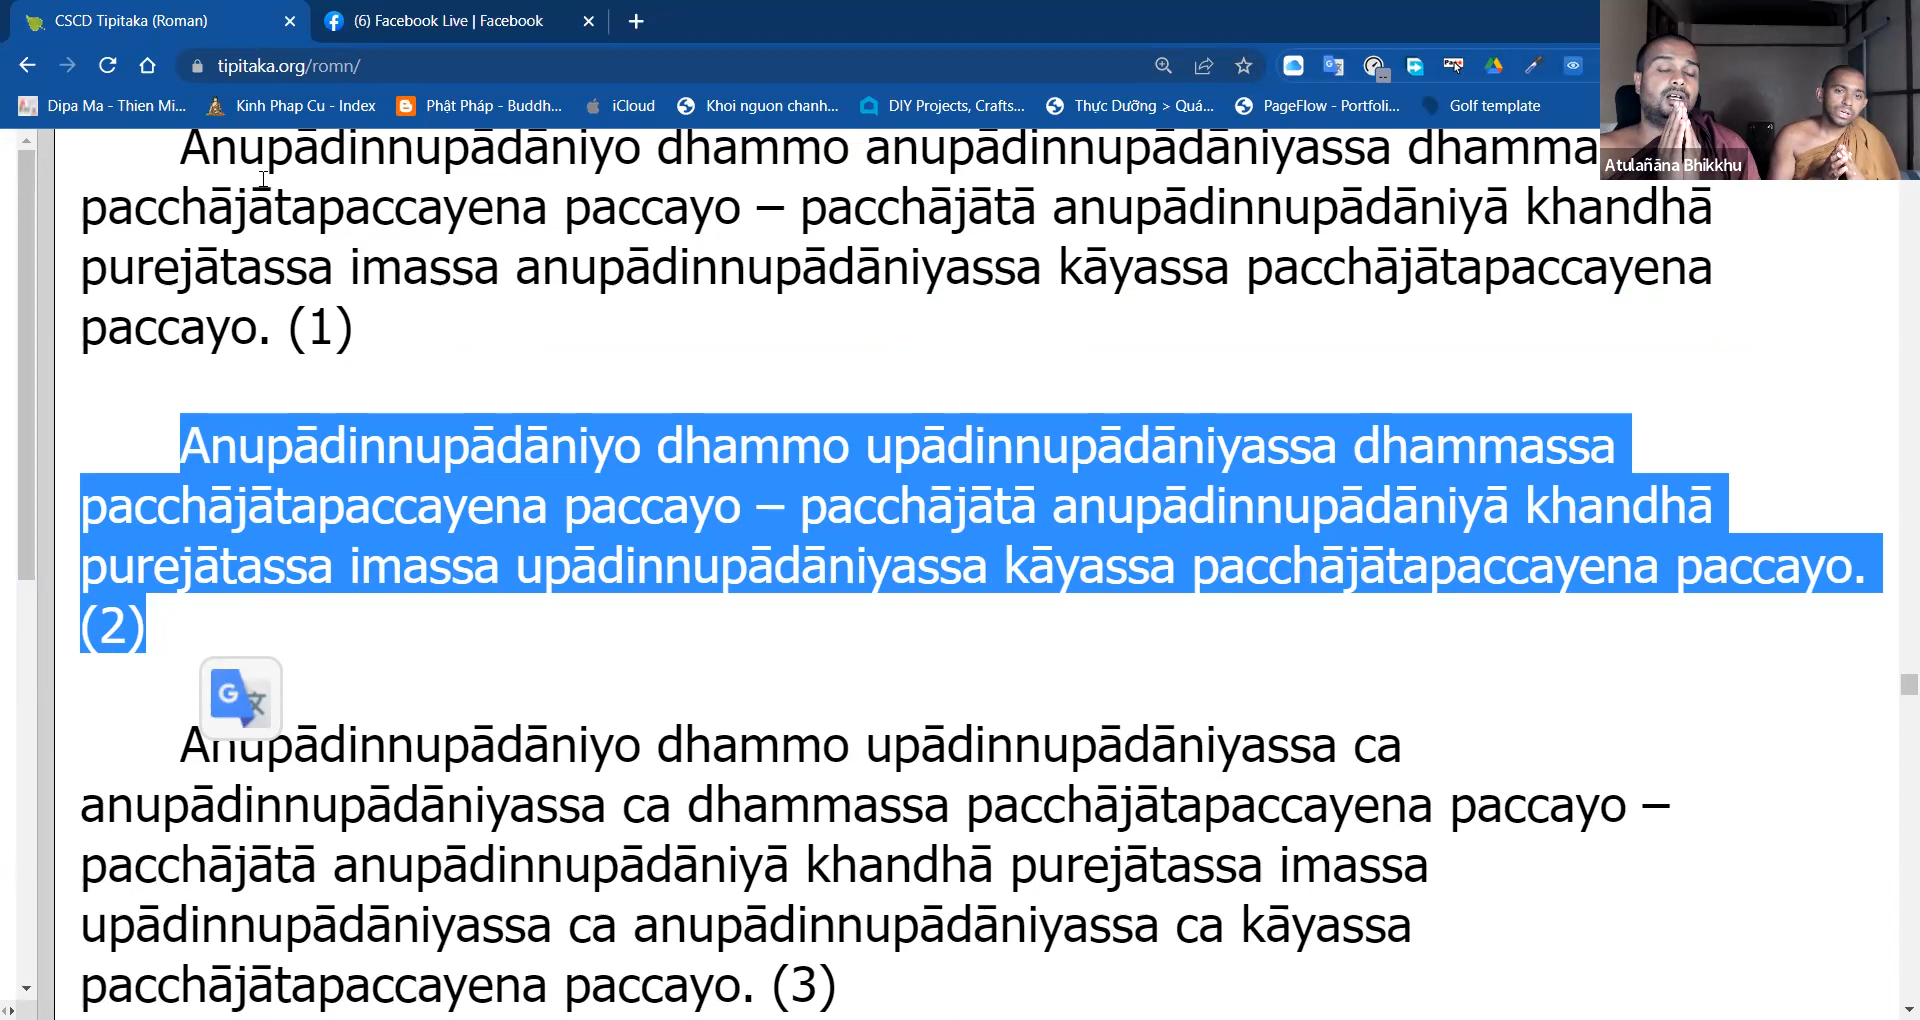 CSCD Tipitaka (Roman)
(6) Facebook Live | Facebook
tipitaka.org/romn/
Dipa Ma - Thien Mi...
Kinh Phap Cu - Index
Phật Pháp - Buddh...
iCloud
Khoi nguon chanh...
DIY Projects, Crafts...
Thực Dưỡng > Quá...
PageFlow - Portfolio...
Golf template
Atulañāna Bhikkhu
Anupādinnupādāniyo dhammo anupādinnupādāniyassa dhamma
pacchājātapaccayena paccayo – pacchājātā anupādinnupādāniyā khandhā
purejātassa imassa anupādinnupādāniyassa kāyassa pacchājātapaccayena
paccayo. (1)
Anupādinnupādāniyo dhammo upādinnupādāniyassa dhammassa
pacchājātapaccayena paccayo – pacchājātā anupādinnupādāniyā khandhā
purejātassa imassa upādinnupādāniyassa kāyassa pacchājātapaccayena paccayo.
(2)
Anupādinnupādāniyo dhammo upādinnupādāniyassa ca
anupādinnupādāniyassa ca dhammassa pacchājātapaccayena paccayo –
pacchājātā anupādinnupādāniyā khandhā purejātassa imassa
upādinnupādāniyassa ca anupādinnupādāniyassa ca kāyassa
pacchājātapaccayena paccayo. (3)